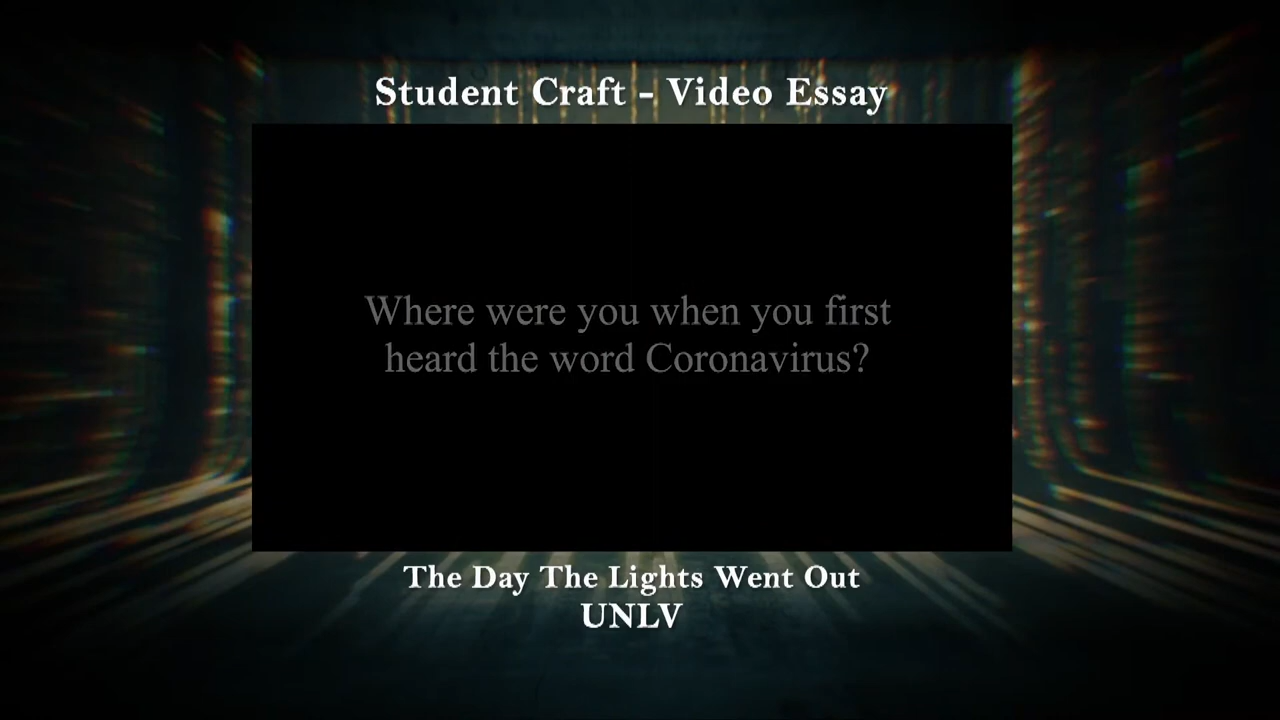 Student Craft - Video Essay
Where were you when you first
heard the word Coronavirus?
The Day The Lights Went Out
UNLV